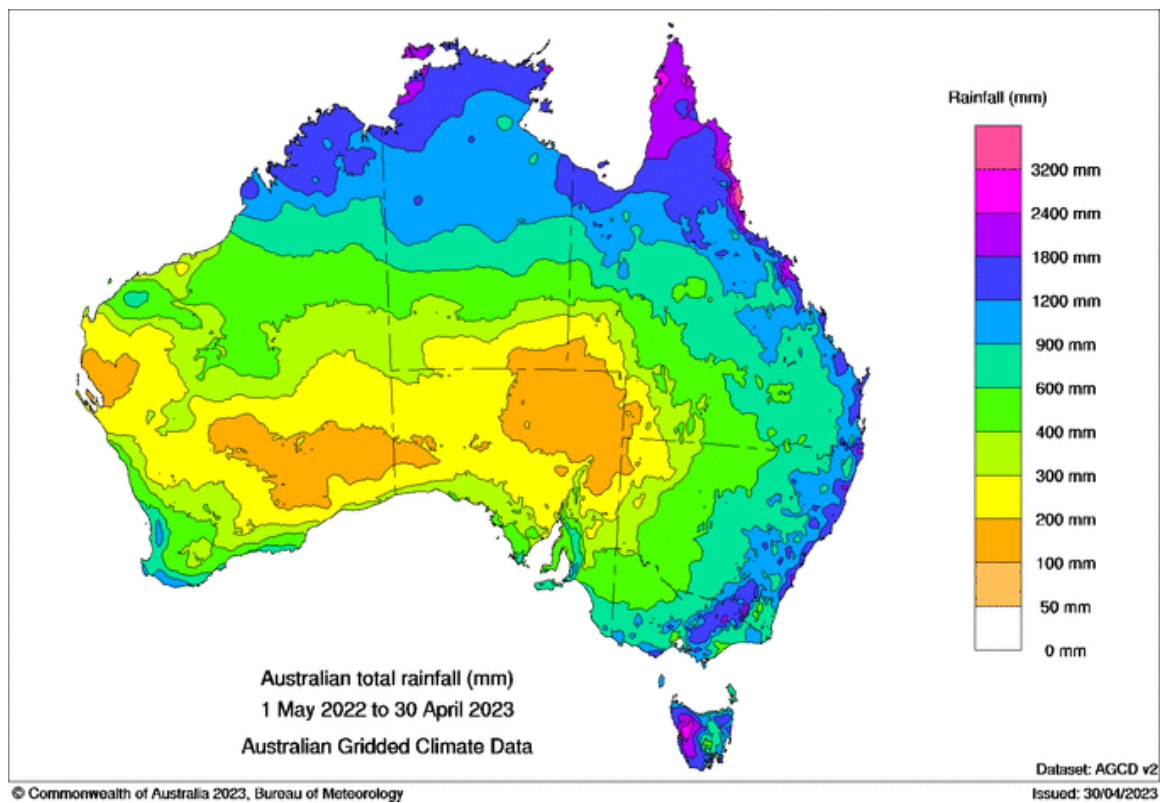 Rainfall (mm)
3200 mm
2400 mm
1800 mm
1200 mm
900 mm
600 mm
400 mm
300 mm
200 mm
100 mm
50 mm
0 mm
Australian total rainfall (mm)
1 May 2022 to 30 April 2023
Australian Gridded Climate Data
Dataset: AGCD v2
© Commonwealth of Australia 2023, Bureau of Meteorology
Issued: 30/04/2023